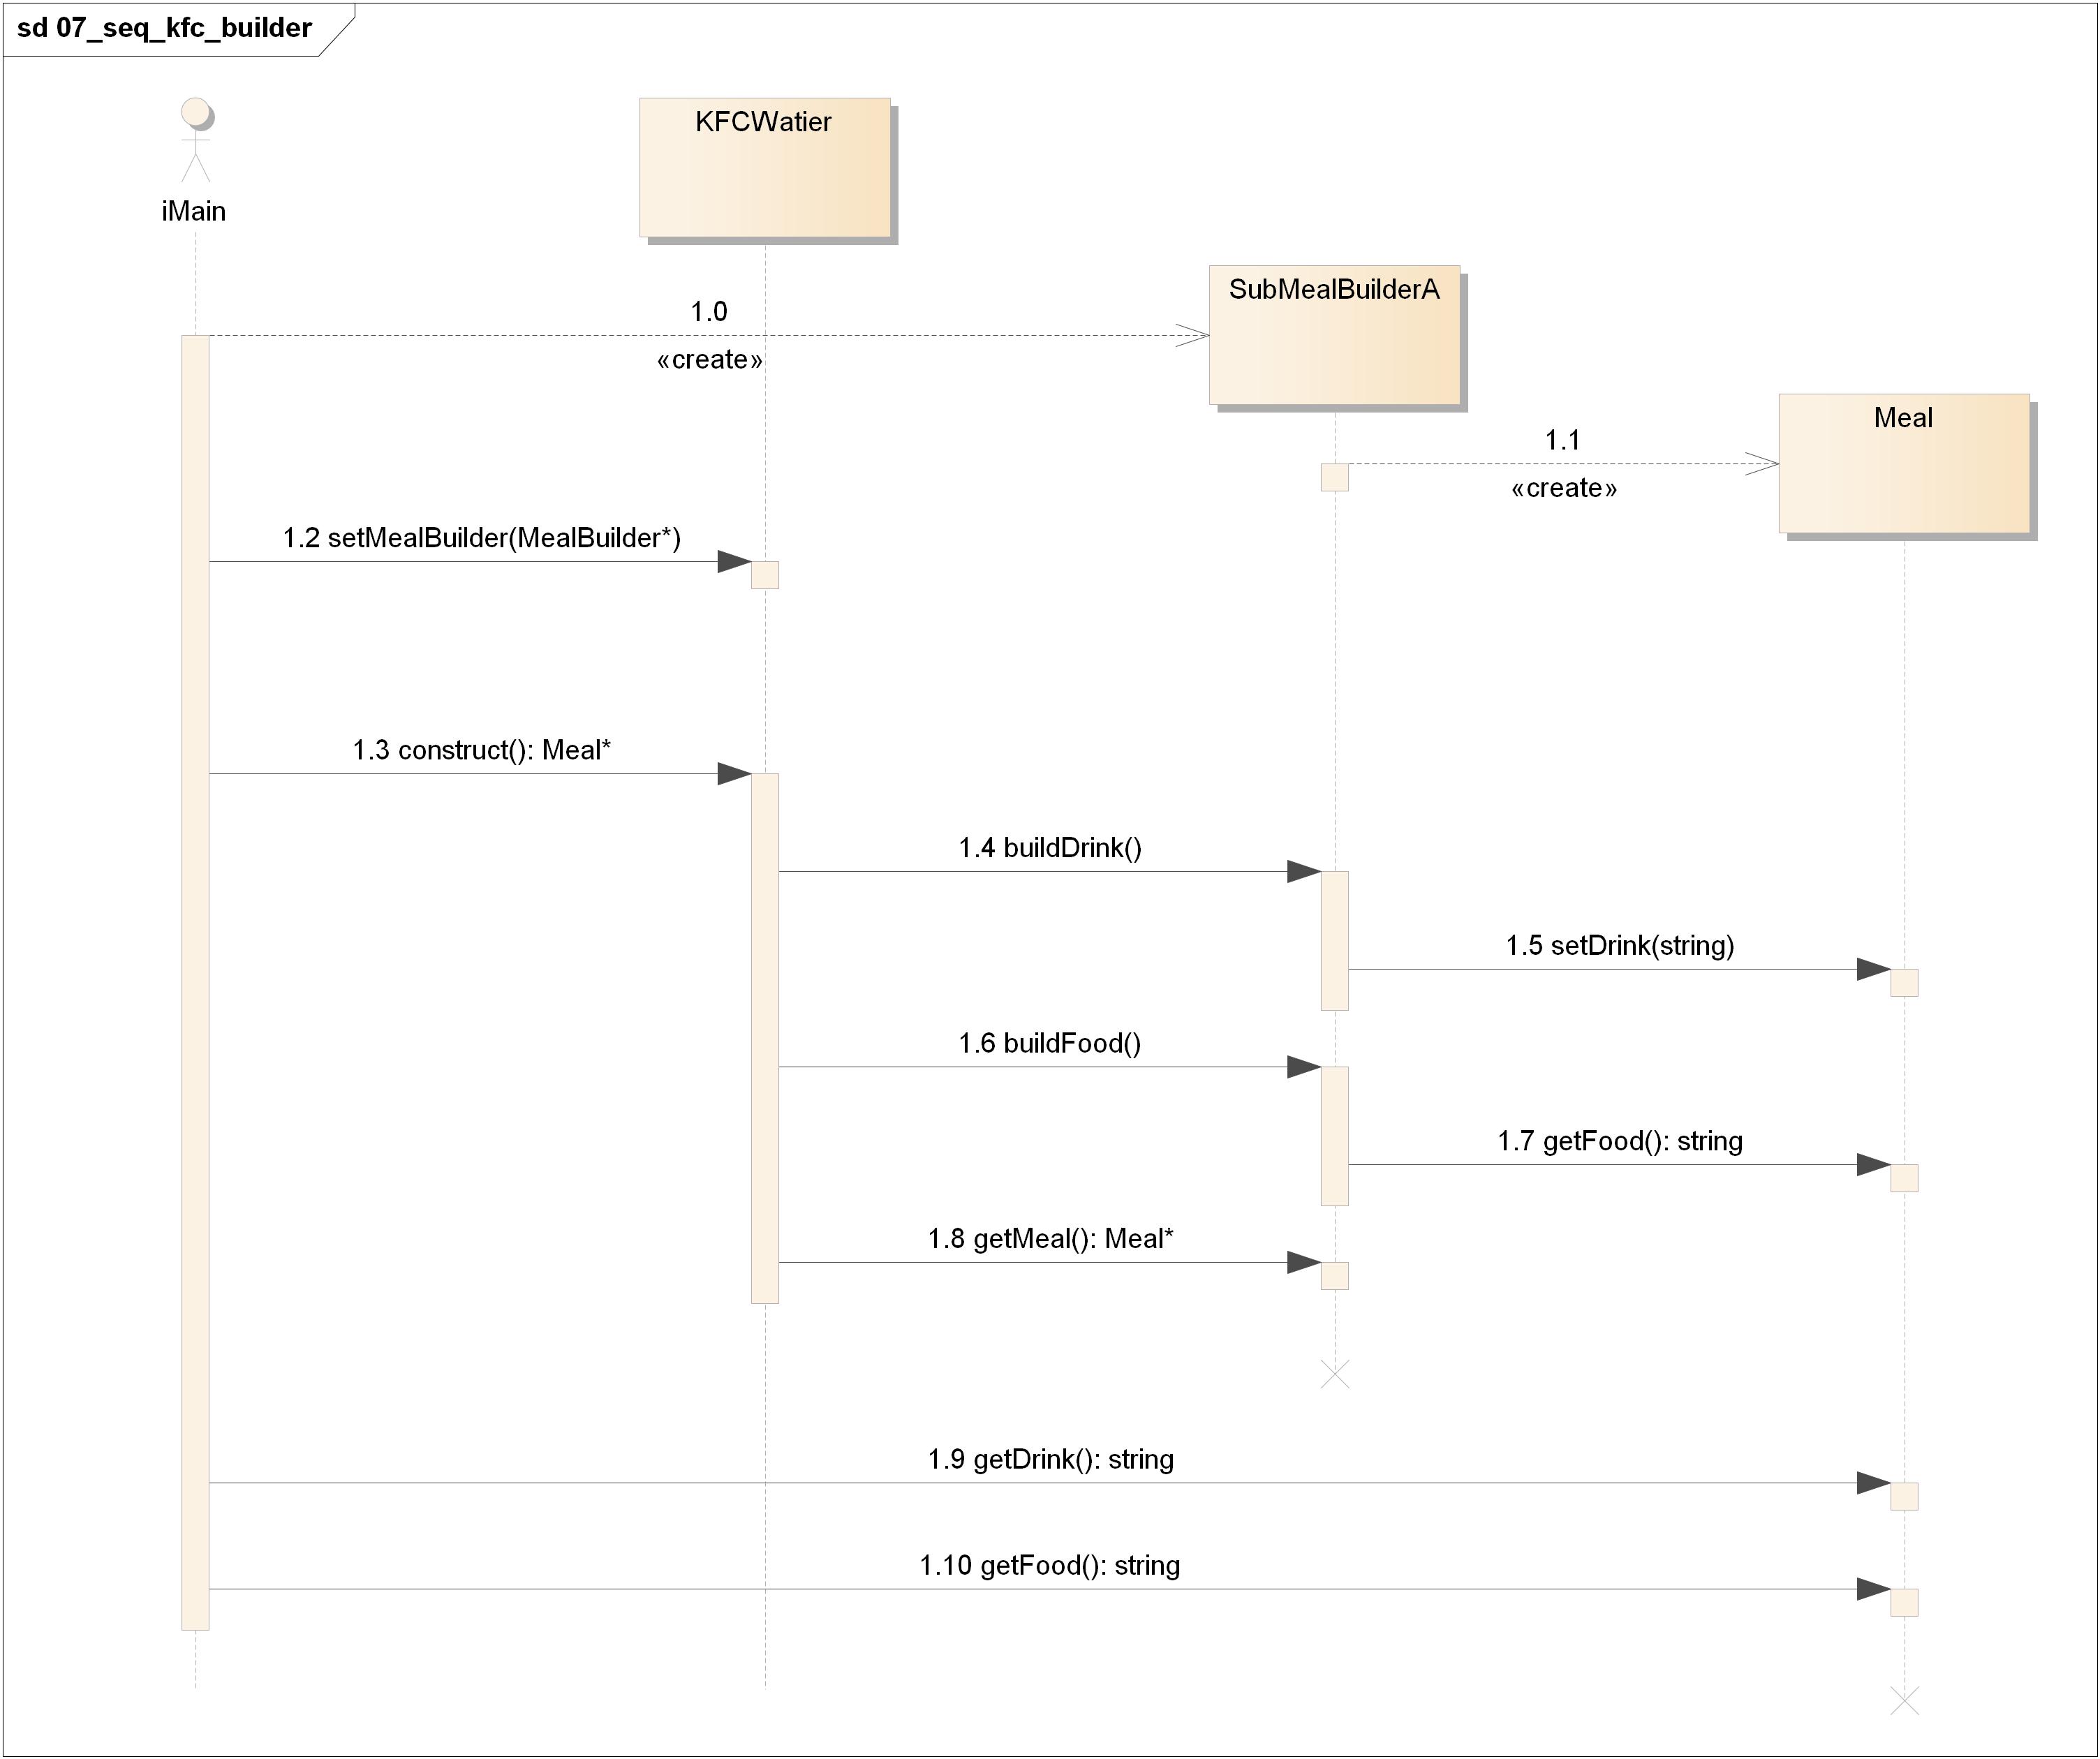 sd 07_seq_kfc_builder
iMain
KFCWatier
SubMealBuilderA
Meal
1.0
«create»
1.1
«create»
1.2 setMealBuilder(MealBuilder*)
1.3 construct(): Meal*
1.4 buildDrink()
1.5 setDrink(string)
1.6 buildFood()
1.7 getFood(): string
1.8 getMeal(): Meal*
1.9 getDrink(): string
1.10 getFood(): string